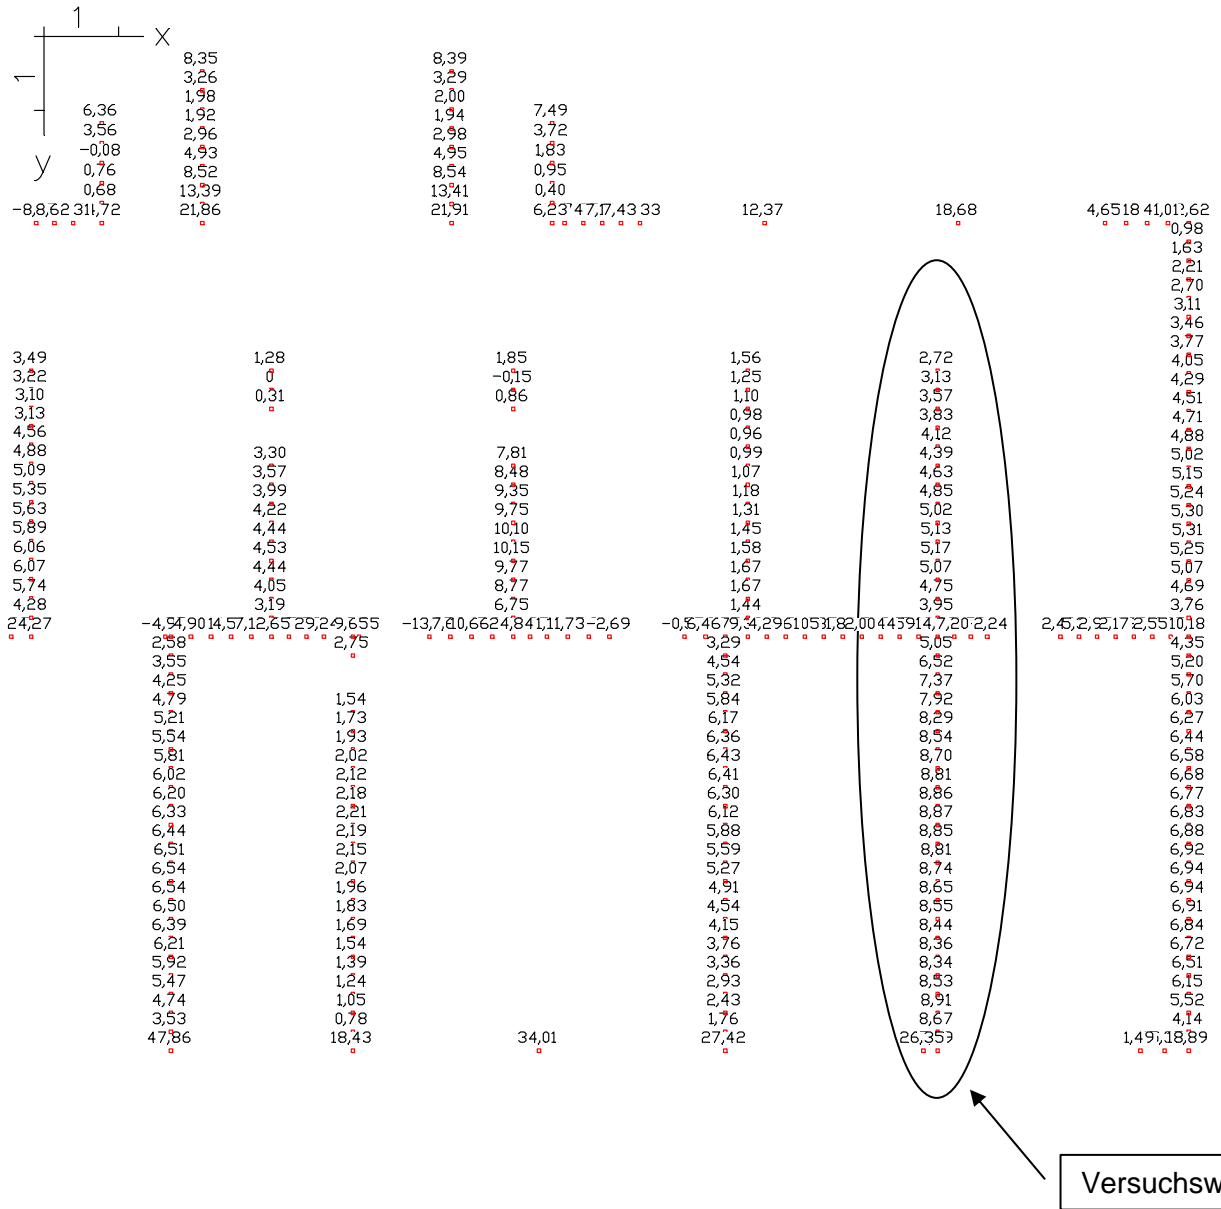 1 x
1
y
8,35 8,39
3,26 3,29
1,98 2,00
6,36 1,92 1,94 7,49
3,56 2,96 2,98 3,72
-0,08 4,93 4,95 1,83
0,76 8,52 8,54 0,95
0,68 13,39 13,41 0,40
21,86 21,91 6,23 7,43 12,37 18,68 4,65
0,98
1,63
2,21
2,70
3,11
3,46
3,77
3,49 1,28 1,85 1,56 2,72 4,05
3,22 0 -0,15 1,25 3,13 4,29
3,10 0,31 0,86 1,10 3,57 4,51
3,13 0,98 3,83 4,71
4,56 0,96 4,12 4,88
4,88 3,30 7,81 0,99 4,39 5,02
5,09 3,57 8,48 1,07 4,63 5,15
5,35 3,99 9,35 1,18 4,85 5,24
5,63 4,22 9,75 1,31 5,02 5,30
5,89 4,44 10,10 1,45 5,13 5,31
6,06 4,53 10,15 1,58 5,17 5,25
6,07 4,44 9,77 1,67 5,07 5,07
5,74 4,05 8,77 1,67 4,75 4,69
4,28 3,19 6,75 1,44 3,95 3,76
24,27 -2,69 2,24 10,18
2,58 2,75 3,29 5,05 4,35
3,55 4,54 6,52 5,20
4,25 5,32 7,37 5,70
4,79 1,54 5,84 7,92 6,03
5,21 1,73 6,17 8,29 6,27
5,54 1,93 6,36 8,54 6,44
5,81 2,02 6,43 8,70 6,58
6,02 2,12 6,41 8,81 6,68
6,20 2,18 6,30 8,86 6,77
6,33 2,21 6,12 8,87 6,83
6,44 2,19 5,88 8,85 6,88
6,51 2,15 5,59 8,81 6,92
6,54 2,07 5,27 8,74 6,94
6,54 1,96 4,91 8,65 6,94
6,50 1,83 4,54 8,55 6,91
6,39 1,69 4,15 8,44 6,84
6,21 1,54 3,76 8,36 6,72
5,92 1,39 3,36 8,34 6,51
5,47 1,24 2,93 8,53 6,15
4,74 1,05 2,43 8,91 5,52
3,53 0,78 1,76 8,67 4,14
47,86 18,43 34,01 27,42 1,49 18,89
Versuchsw